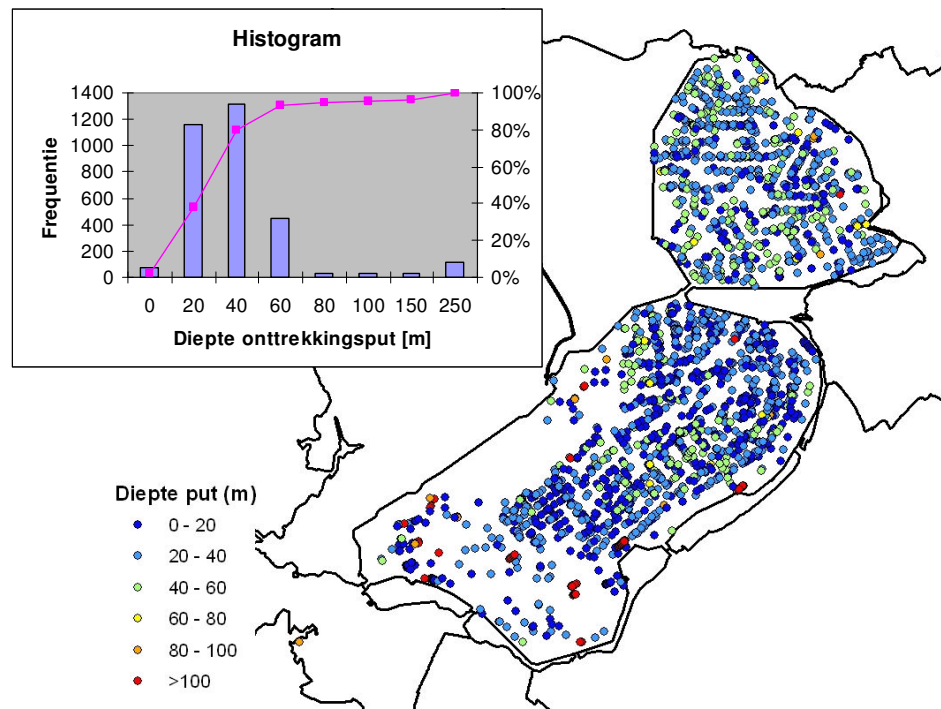 Histogram
1400
1200
1000
800
600
400
200
0
100%
80%
60%
40%
20%
0%
Frequentie
0 20 40 60 80 100 150 250
Diepte onttrekkingsput [m]
Diepte put (m)
0 - 20
20 - 40
40 - 60
60 - 80
80 - 100
>100